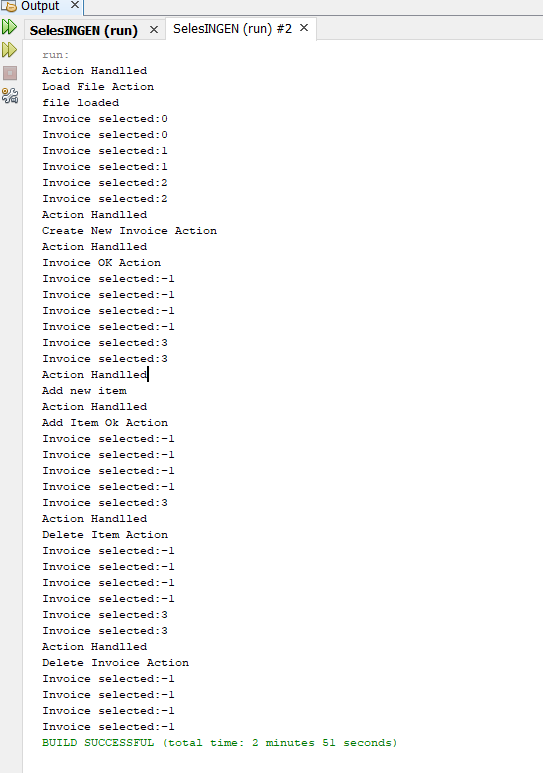 Output ×
SelesINGEN (run) × SelesINGEN (run) #2 ×
run:
Action Handlled
Load File Action
file loaded
Invoice selected:0
Invoice selected:0
Invoice selected:1
Invoice selected:1
Invoice selected:2
Invoice selected:2
Action Handlled
Create New Invoice Action
Action Handlled
Invoice OK Action
Invoice selected:-1
Invoice selected:-1
Invoice selected:-1
Invoice selected:-1
Invoice selected:3
Invoice selected:3
Action Handlled
Add new item
Action Handlled
Add Item Ok Action
Invoice selected:-1
Invoice selected:-1
Invoice selected:-1
Invoice selected:-1
Invoice selected:3
Action Handlled
Delete Item Action
Invoice selected:-1
Invoice selected:-1
Invoice selected:-1
Invoice selected:-1
Invoice selected:3
Invoice selected:3
Action Handlled
Delete Invoice Action
Invoice selected:-1
Invoice selected:-1
Invoice selected:-1
Invoice selected:-1
BUILD SUCCESSFUL (total time: 2 minutes 51 seconds)